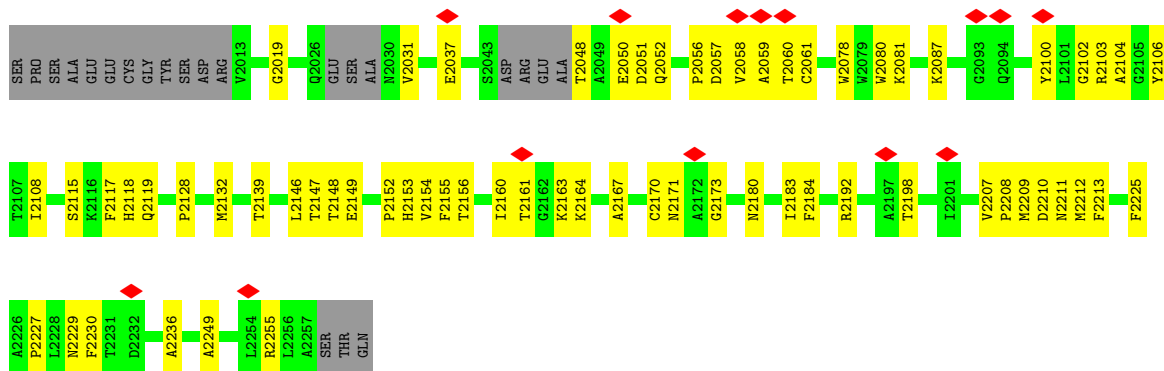 SER PRO SER ALA GLU GLU CYS GLY TYR SER ASP ARG V2013 G2019 Q2026 GLU SER ALA N2030 V2031 E2037 S2043 ASP ARG GLU ALA T2048 A2049 E2050 D2051 Q2052 P2056 D2057 V2058 A2059 T2060 C2061 W2078 W2079 W2080 K2081 K2087 G2093 Q2094 Y2100 L2101 G2102 R2103 A2104 G2105 Y2106
T2107 I2108 S2115 K2116 F2117 H2118 Q2119 P2128 M2132 T2139 L2146 T2147 T2148 E2149 P2152 H2153 V2154 F2155 T2156 I2160 T2161 G2162 K2163 K2164 A2167 C2170 N2171 A2172 G2173 N2180 I2183 F2184 R2192 A2197 T2198 I2201 V2207 P2208 M2209 D2210 N2211 M2212 F2213 F2225
A2226 P2227 L2228 N2229 F2230 T2231 D2232 A2236 A2249 L2254 R2255 L2256 A2257 SER THR GLN